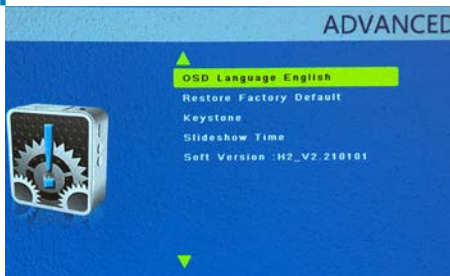 ADVANCED
OSD Language English
Restore Factory Default
Keystone
Slideshow Time
Soft Version :H2_V2.210101